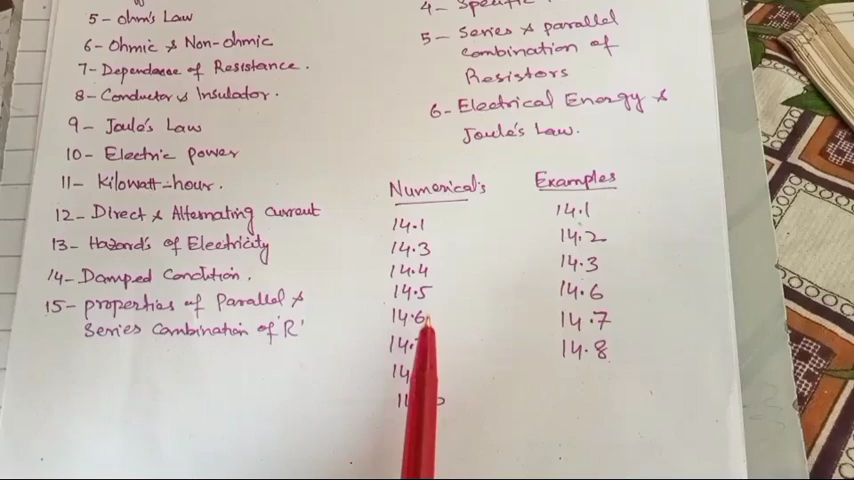 5 - ohm's Law
6 - Ohmic & Non-ohmic
7 - Dependence of Resistance.
8 - Conductor & Insulator.
9 - Joule's Law
10 - Electric power
11 - Kilowatt-hour.
12 - Direct & Alternating current
13 - Hazard's of Electricity
14 - Damped Condition.
15 - properties of Parallel &
Series Combination of 'R'
4 - Specific
5 - Series & parallel
combination of
Resistors
6 - Electrical Energy &
Joule's Law.
Numerical's
14.1
14.3
14.4
14.5
14.6
14.
14
Examples
14.1
14.2
14.3
14.6
14.7
14.8